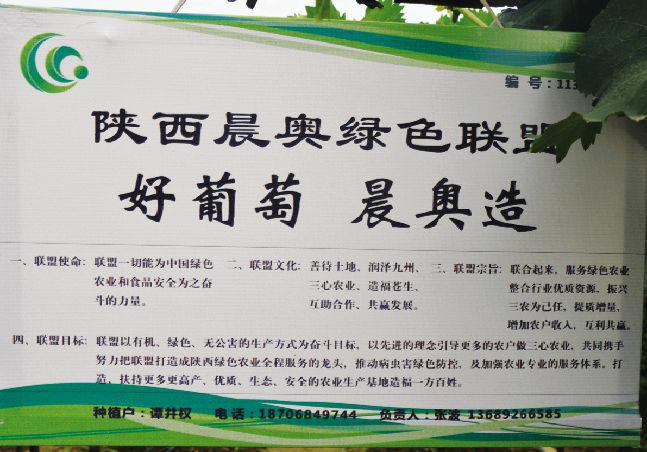 编 号:113
陕西晨奥绿色联盟
好葡萄 晨奥造
一、联盟使命: 联盟一切能为中国绿色
农业和食品安全为之奋
斗的力量。
二、联盟文化: 善待土地、润泽九州、
三心农业、造福苍生、
互助合作、共赢发展。
三、联盟宗旨: 联合起来,服务绿色农业
整合行业优质资源、振兴
三农为己任,提质增量,
增加农户收入,互利共赢。
四、联盟目标: 联盟以有机、绿色、无公害的生产方式为奋斗目标,以先进的理念引导更多的农户做三心农业,共同携手
努力把联盟打造成陕西绿色农业全程服务的龙头,推动病虫害绿色防控,及加强农业专业的服务体系。打
造、扶持更多更高产、优质、生态、安全的农业生产基地造福一方百姓。
种植户:谭井权 电 话:18706849744 负责人:张波 13689266585